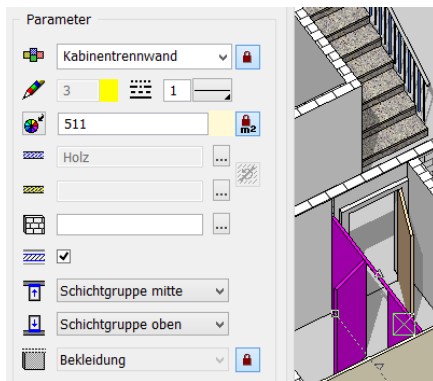 Parameter
Kabinentrennwand
3 1
511
m2
Holz
...
...
...
Schichtgruppe mitte
Schichtgruppe oben
Bekleidung